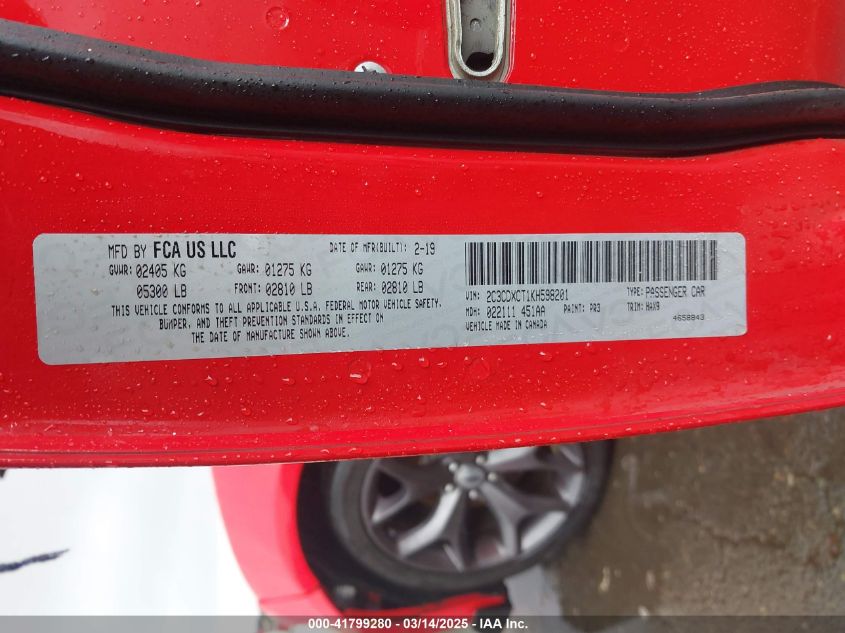 MFD BY FCA US LLC DATE OF MFR(BUILT): 2-19
GVWR: 02405 KG GAWR: 01275 KG GAWR: 01275 KG
05300 LB FRONT: 02810 LB REAR: 02810 LB
THIS VEHICLE CONFORMS TO ALL APPLICABLE U.S.A. FEDERAL MOTOR VEHICLE SAFETY,
BUMPER, AND THEFT PREVENTION STANDARDS IN EFFECT ON
THE DATE OF MANUFACTURE SHOWN ABOVE.
VIN: 2C3CDXCT1KH598201 TYPE: PASSENGER CAR
MDH: 022111 451AA PAINT: PR3 TRIM: HAX9
VEHICLE MADE IN CANADA 4658843
000-41799280 - 03/14/2025 - IAA Inc.